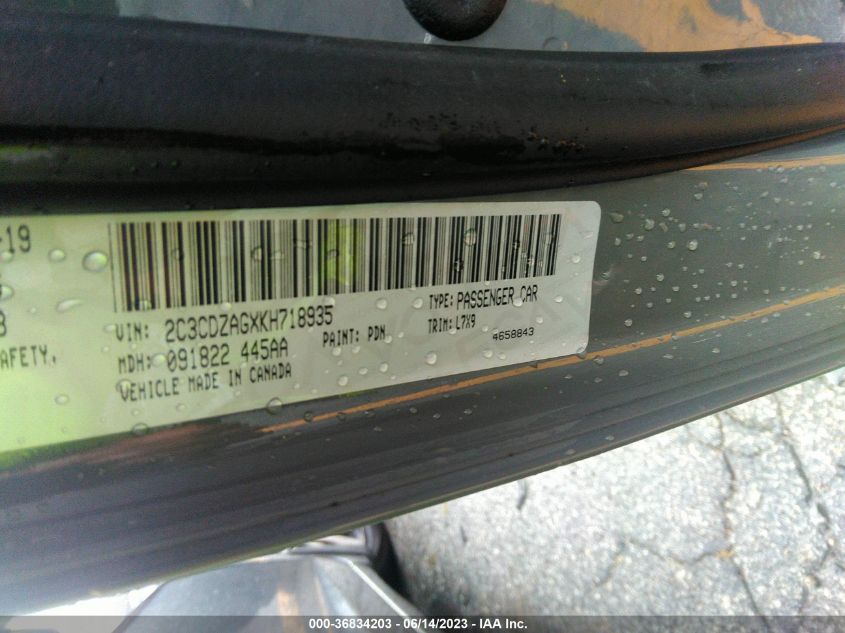 -19
VIN: 2C3CDZAGXKH718935 TYPE: PASSENGER CAR
AFETY, MDH: 091822 445AA PAINT: PDN TRIM: L7X9
VEHICLE MADE IN CANADA 4658843
000-36834203 - 06/14/2023 - IAA Inc.